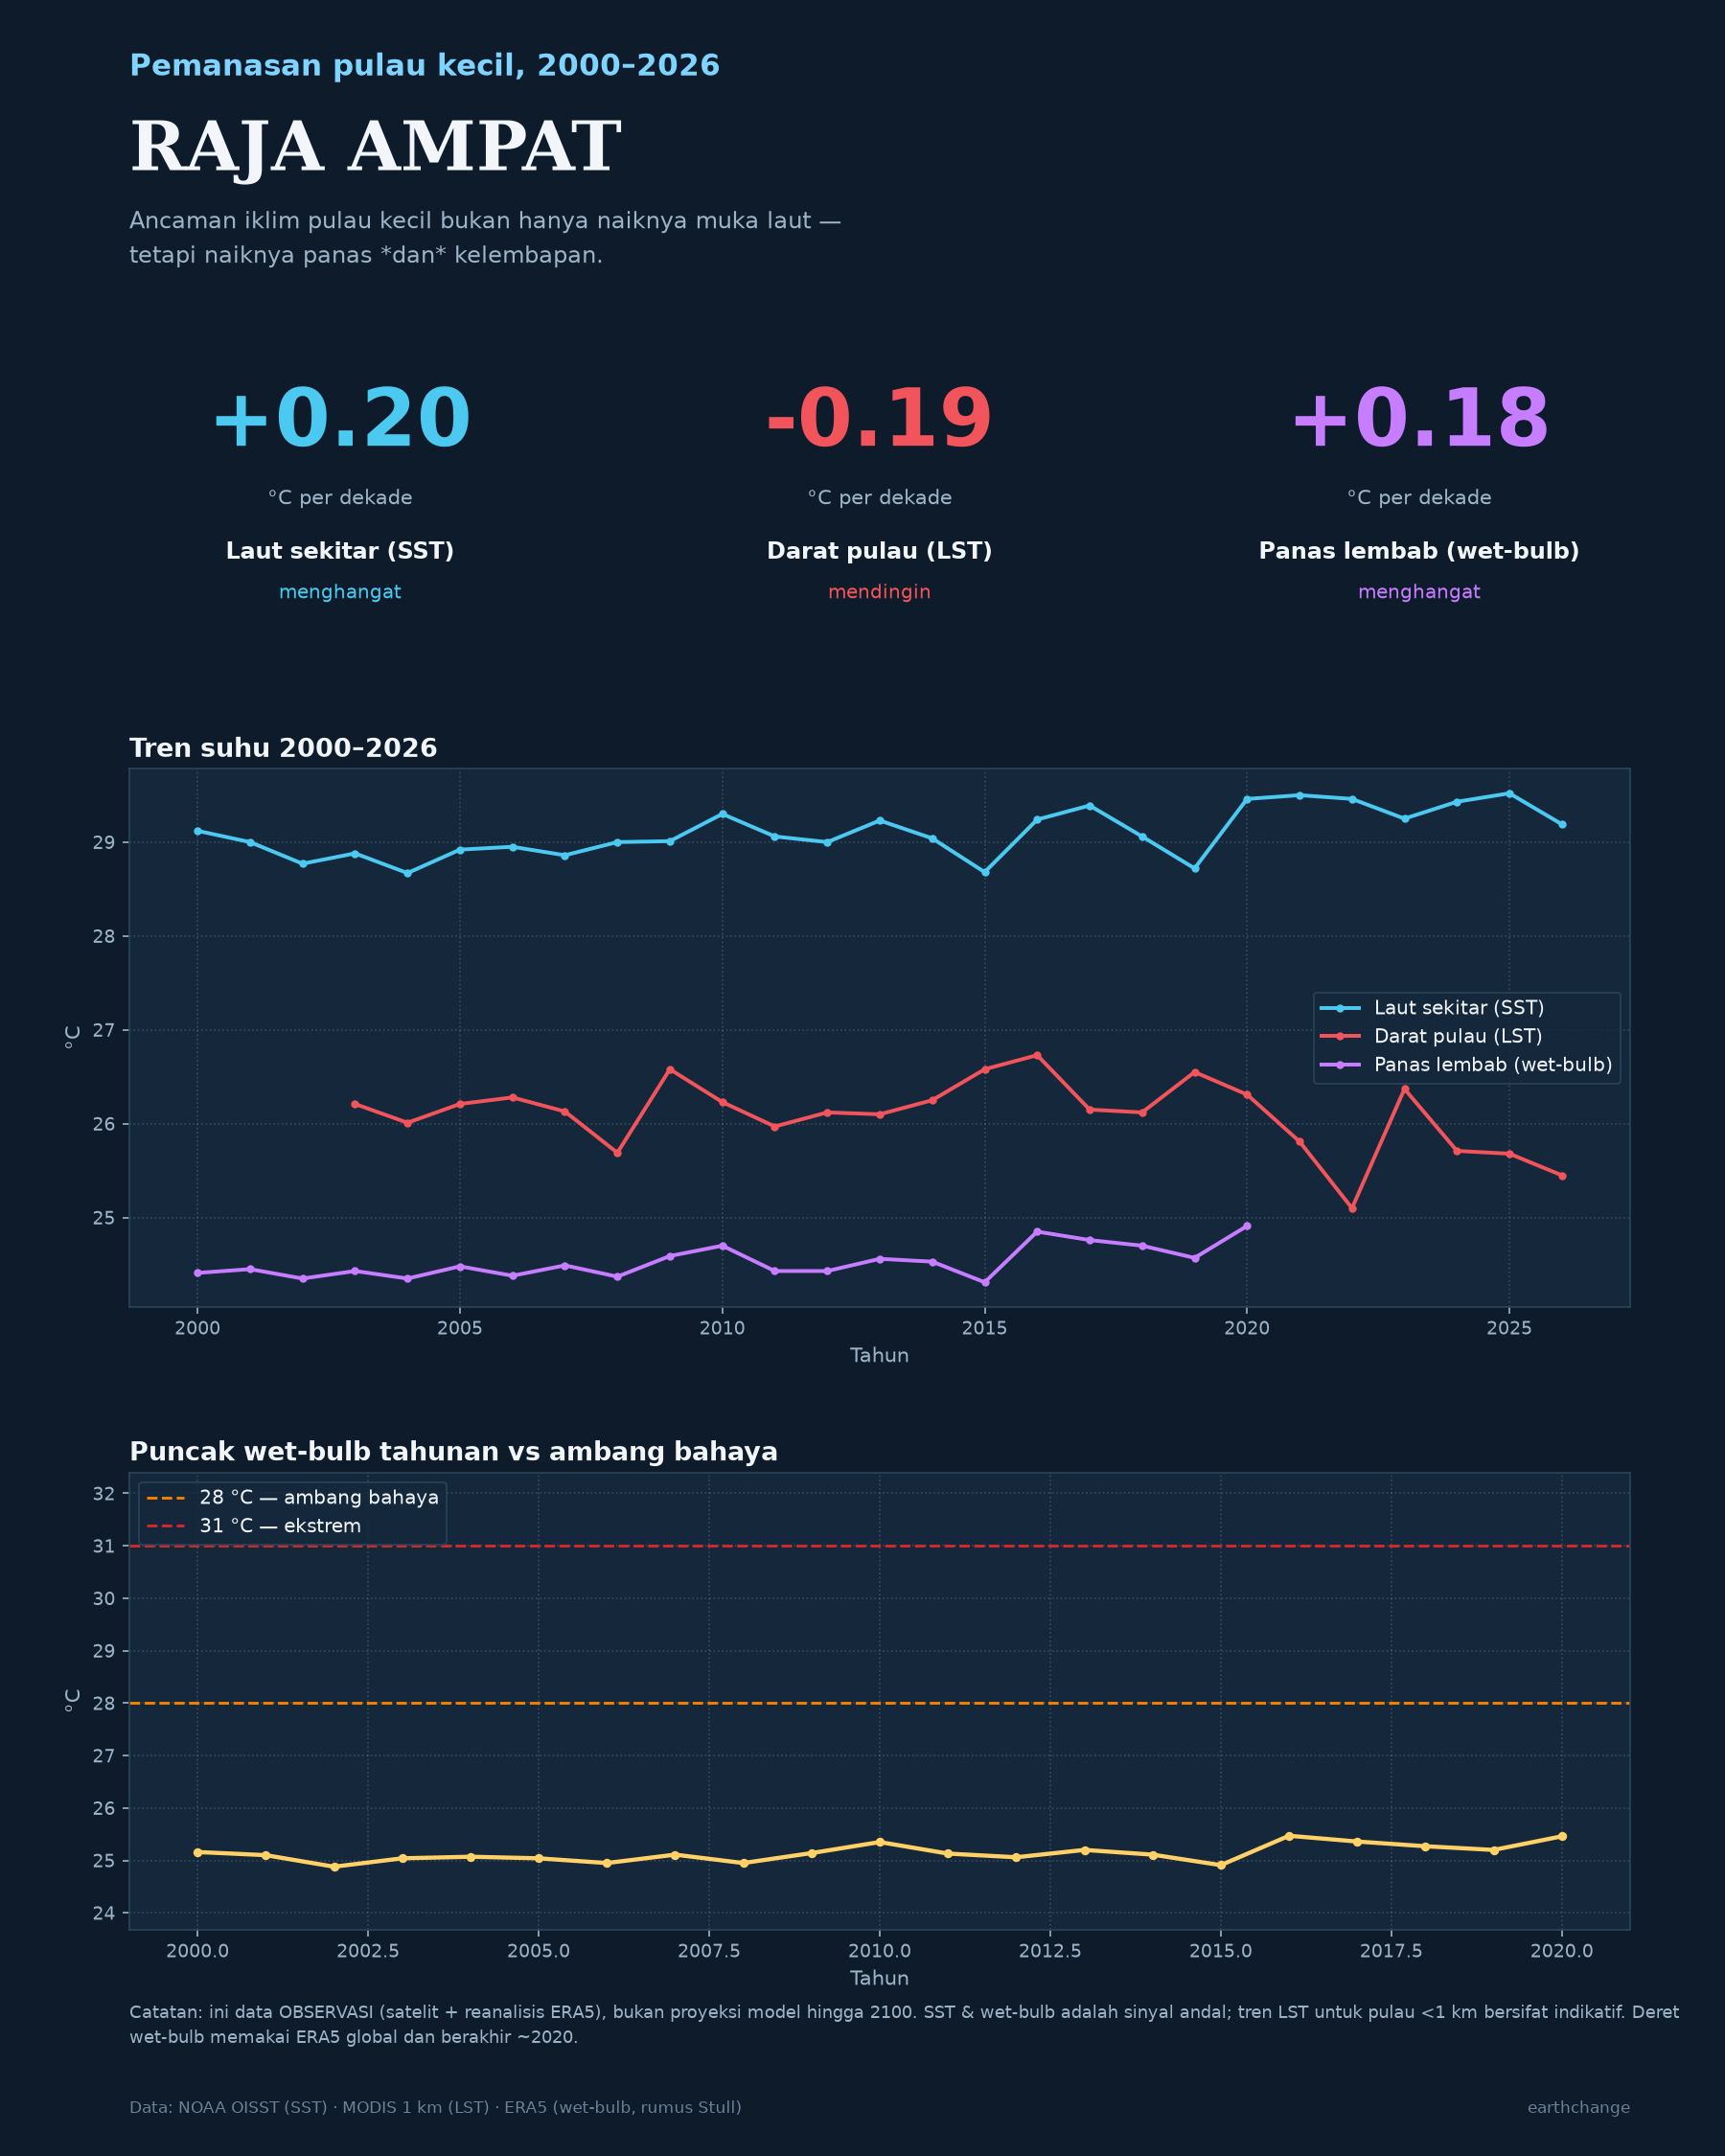 Pemanasan pulau kecil, 2000–2026
RAJA AMPAT
Ancaman iklim pulau kecil bukan hanya naiknya muka laut —
tetapi naiknya panas *dan* kelembapan.
+0.20
-0.19
+0.18
°C per dekade
°C per dekade
°C per dekade
Laut sekitar (SST)
Darat pulau (LST)
Panas lembab (wet-bulb)
menghangat
mendingin
menghangat
Tren suhu 2000–2026
29
28
27
26
25
°C
Laut sekitar (SST)
Darat pulau (LST)
Panas lembab (wet-bulb)
2000
2005
2010
2015
2020
2025
Tahun
Puncak wet-bulb tahunan vs ambang bahaya
32
31
30
29
28
27
26
25
24
°C
28 °C — ambang bahaya
31 °C — ekstrem
2000.0
2002.5
2005.0
2007.5
2010.0
2012.5
2015.0
2017.5
2020.0
Tahun
Catatan: ini data OBSERVASI (satelit + reanalisis ERA5), bukan proyeksi model hingga 2100. SST & wet-bulb adalah sinyal andal; tren LST untuk pulau <1 km bersifat indikatif. Deret
wet-bulb memakai ERA5 global dan berakhir ~2020.
Data: NOAA OISST (SST) · MODIS 1 km (LST) · ERA5 (wet-bulb, rumus Stull)
earthchange